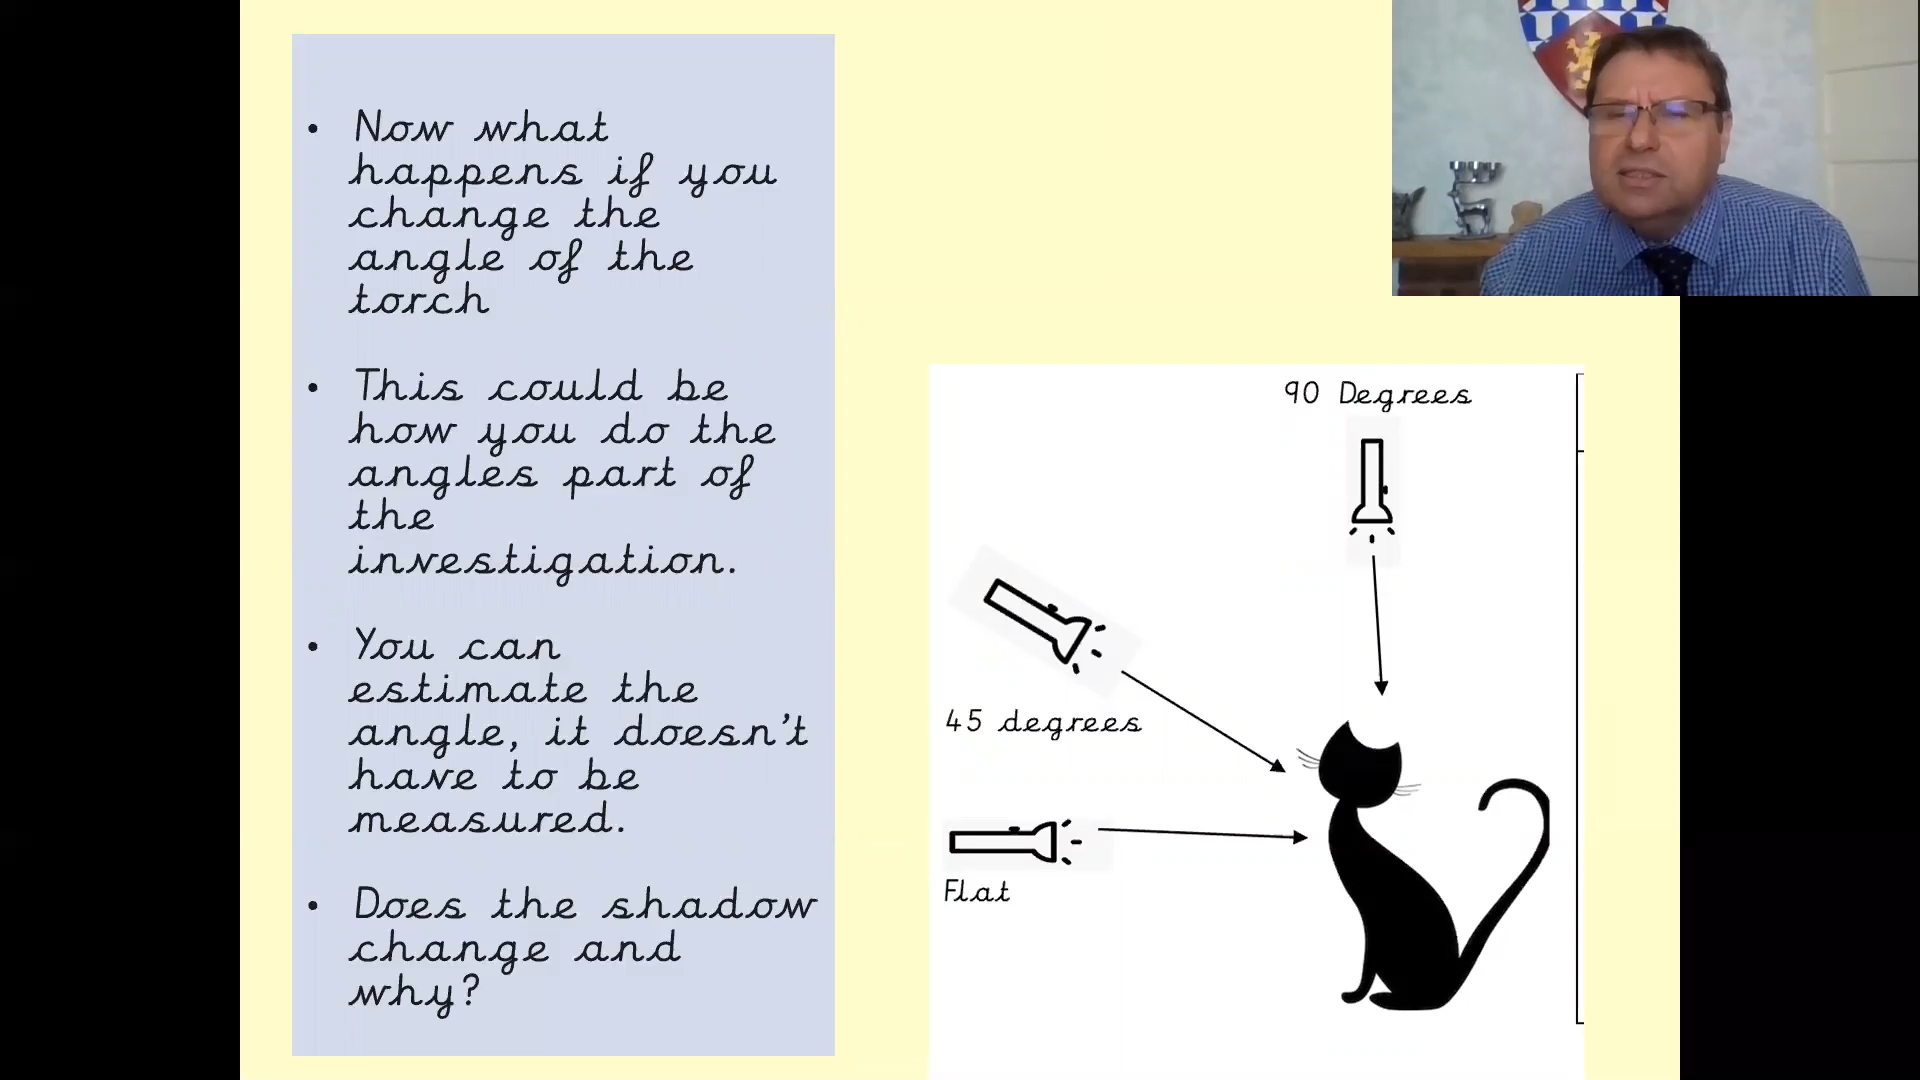 • Now what
happens if you
change the
angle of the
torch
• This could be
how you do the
angles part of
the
investigation.
• You can
estimate the
angle, it doesn't
have to be
measured.
• Does the shadow
change and
why?
90 Degrees
45 degrees
Flat